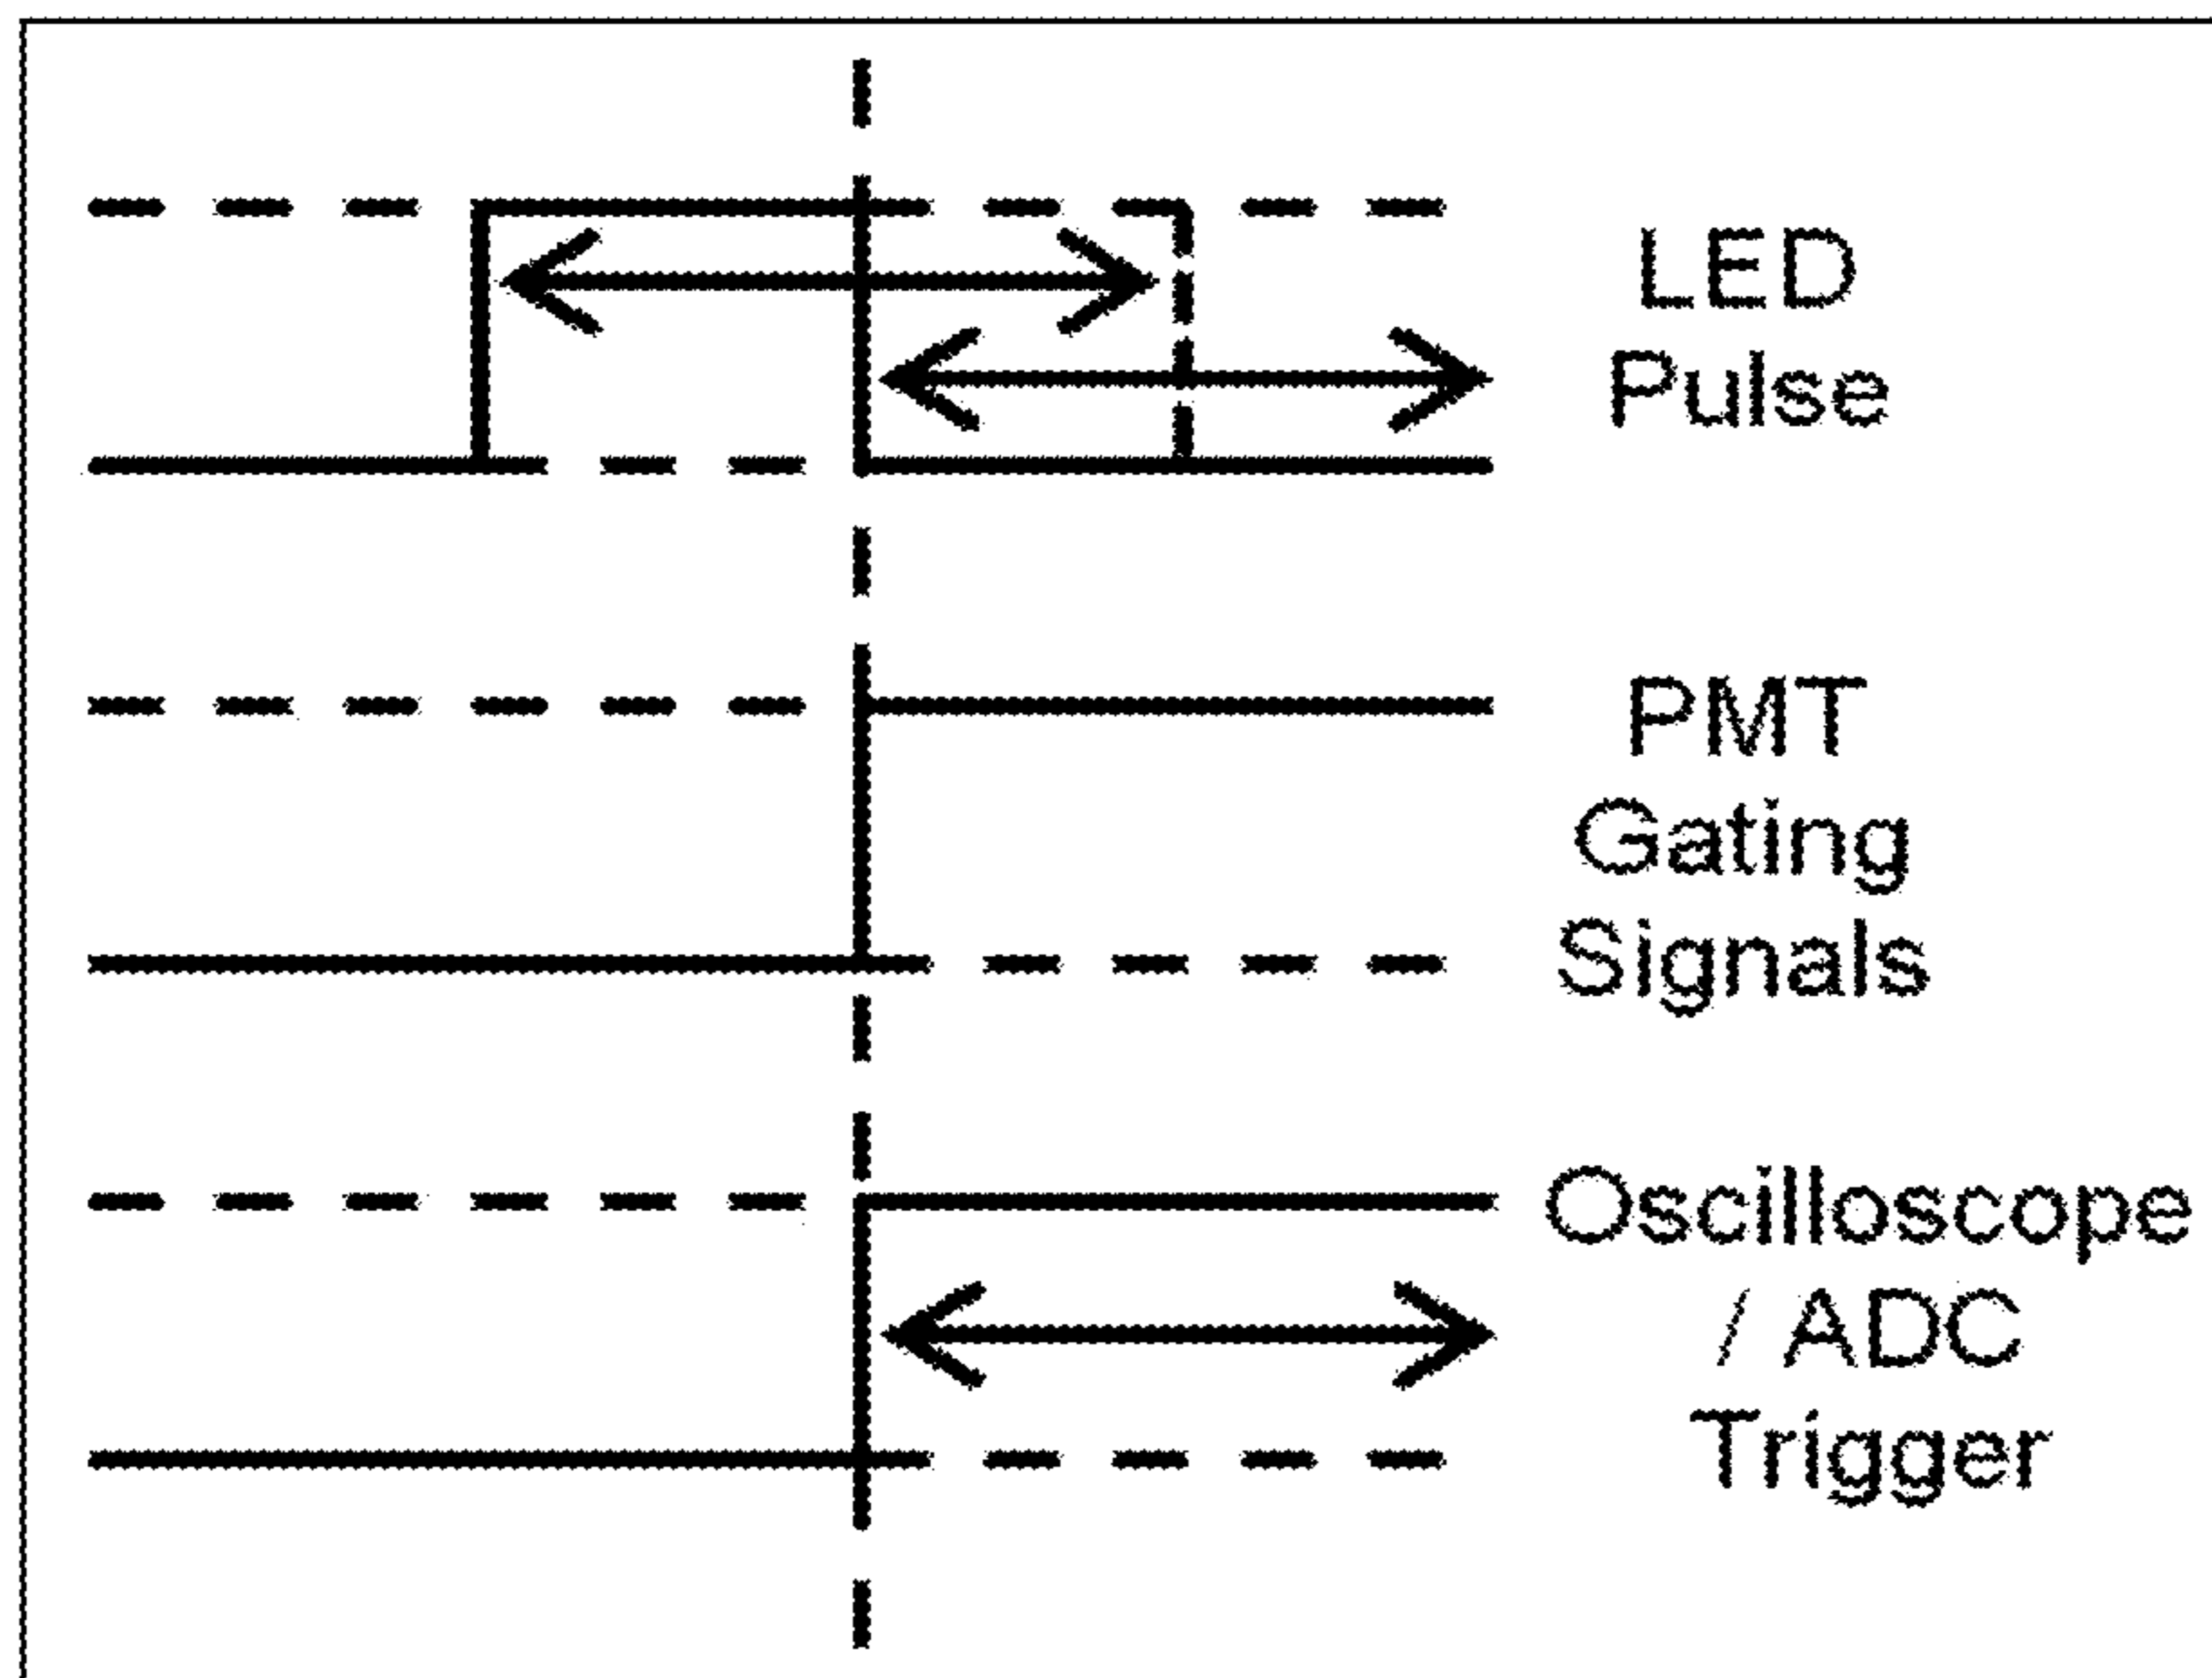 LED
Pulse
PMT
Gating
Signals
Oscilloscope
/ ADC
Trigger